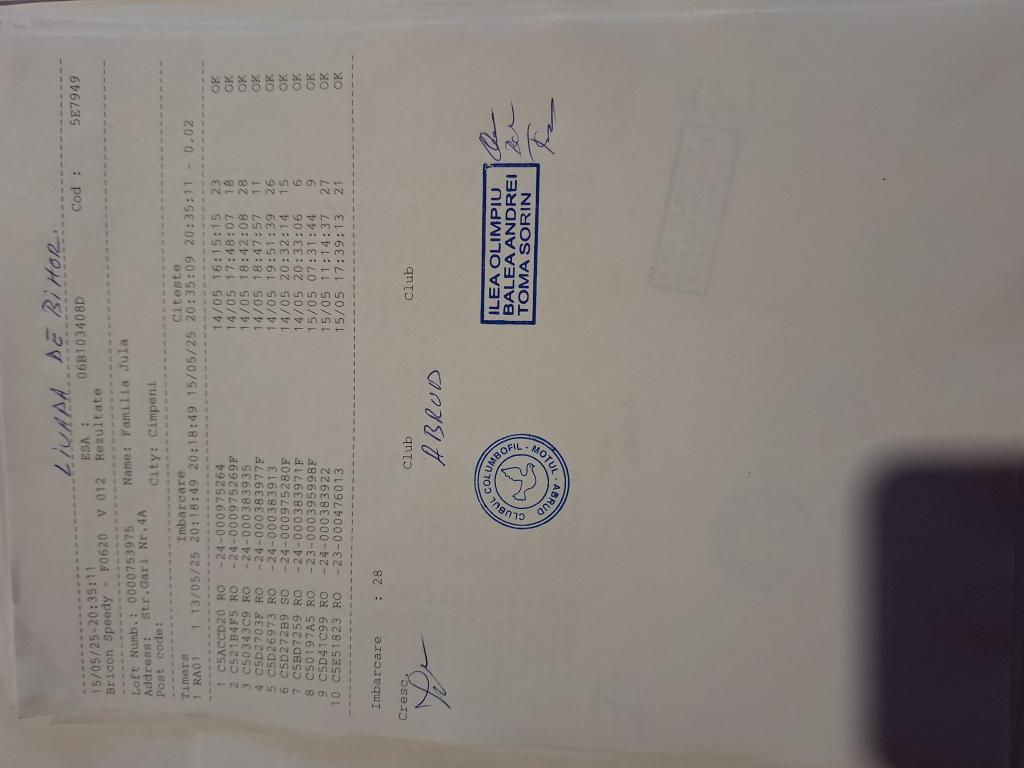 LIVADA DE BIHOR.
ESA : 06B103408D Cod : 5E7949
15/05/25-20:35:11
Bricon Speedy - F0620 V 012 Rezultate
Loft Numb.: 0000753975 Name: Familia Jula
Address: str.Gari Nr.4A City: Cimpeni
Post code:
Timers Imbarcare Citeste
1 RA01 1 13/05/25 20:18:49 20:18:49 15/05/25 20:35:09 20:35:11 - 0.02
1 C5ACCD20 RO -24-000975264 14/05 16:15:15 23 OK
2 C521B4F5 RO -24-000975269F 14/05 17:48:07 18 OK
3 C50343C9 RO -24-000383935 14/05 18:42:08 28 OK
4 C5D2703F RO -24-000383977F 14/05 18:47:57 11 OK
5 C5D26973 RO -24-000383913 14/05 19:51:39 26 OK
6 C5D272B9 SO -24-000975280F 14/05 20:32:14 15 OK
7 C5BD7259 RO -24-000383971F 14/05 20:33:06 6 OK
8 C50197A5 RO -23-000395998F 15/05 07:31:44 9 OK
9 C5D41C99 RO -24-000383922 15/05 11:14:37 27 OK
10 C5E51823 RO -23-000476013 15/05 17:39:13 21 OK
Imbarcare : 28
Cresc. Club Club
ABRUD
CLUBUL COLUMBOFIL - MOTUL - ABRUD
ILEA OLIMPIU
BALEA ANDREI
TOMA SORIN